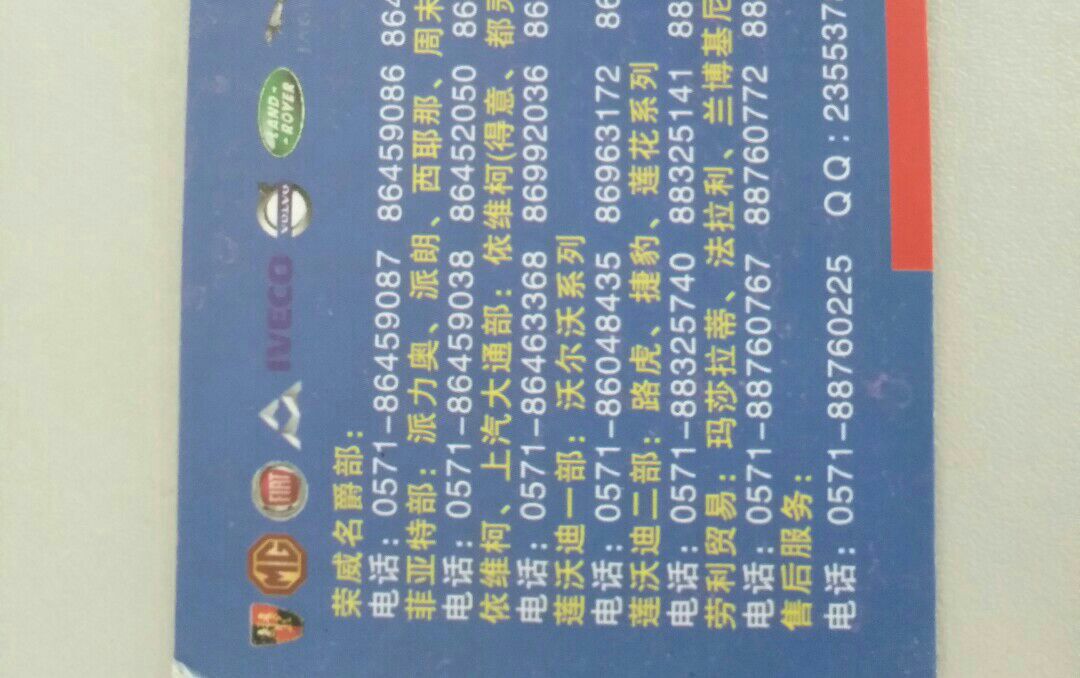 MG FIAT IVECO VOLVO LAND ROVER
荣威名爵部:
电话: 0571-86459087 86459086 864
菲亚特部: 派力奥、派朗、西耶那、周末
电话: 0571-86459038 86452050 86
依维柯、上汽大通部: 依维柯(得意、都灵
电话: 0571-86463368 86992036 86
莲沃迪一部: 沃尔沃系列
电话: 0571-86048435 86963172 86
莲沃迪二部: 路虎、捷豹、莲花系列
电话: 0571-88325740 88325141 88
劳利贸易: 玛莎拉蒂、法拉利、兰博基尼
电话: 0571-88760767 88760772 88
售后服务:
电话: 0571-88760225 QQ:235537